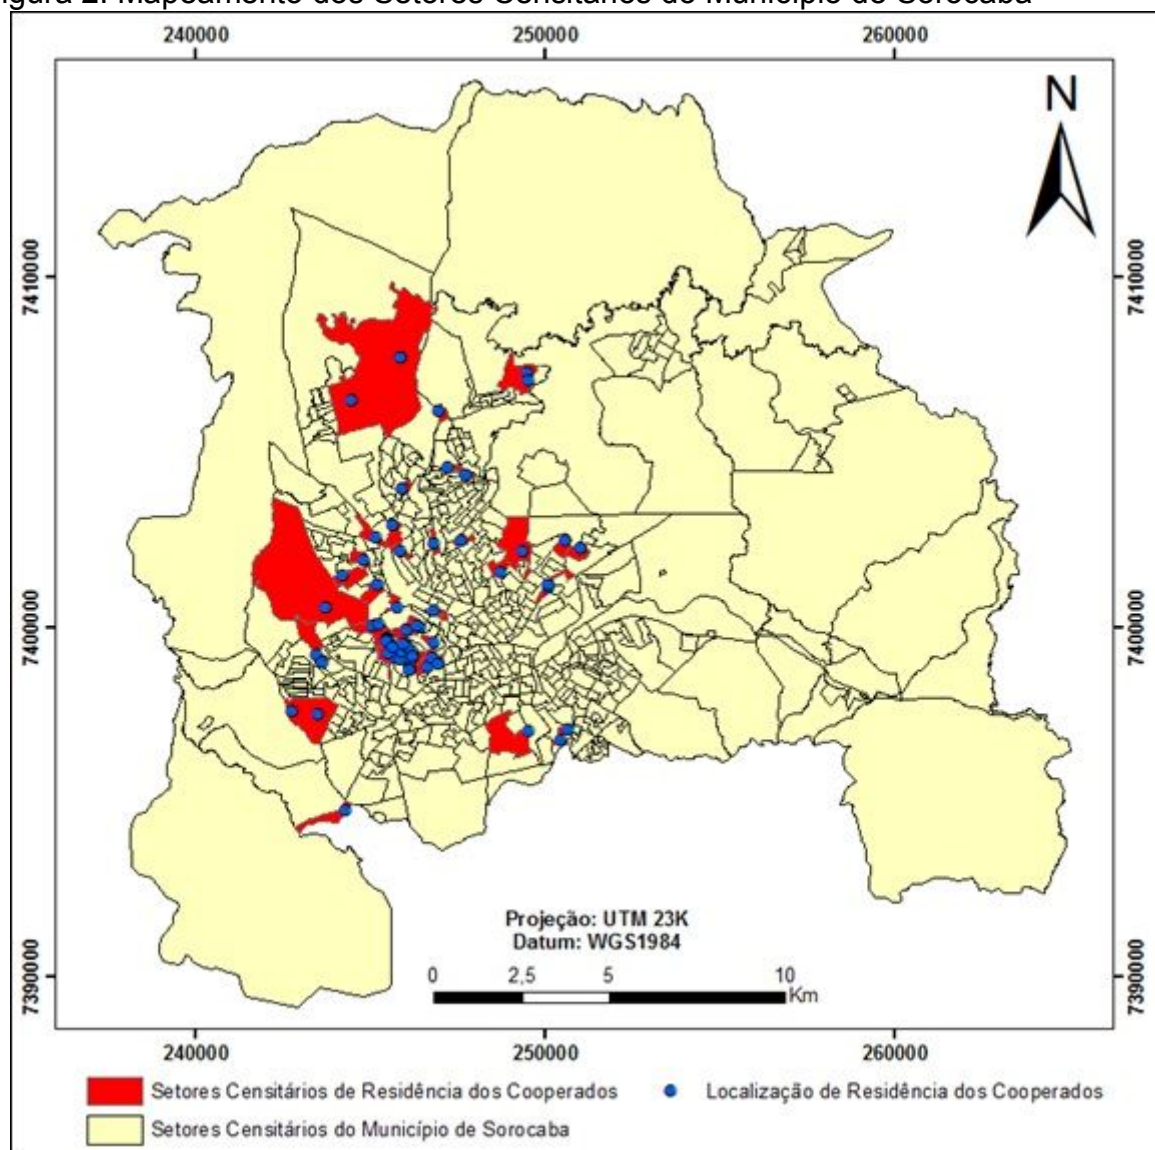 igura 2: Mapeamento dos Setores Censitários do Município de Sorocaba
240000 250000 260000
N
7410000 7410000
7400000 7400000
7390000 7390000
Projeção: UTM 23K
Datum: WGS1984
0 2,5 5 10
Km
240000 250000 260000
Setores Censitários de Residência dos Cooperados
Localização de Residência dos Cooperados
Setores Censitários do Município de Sorocaba